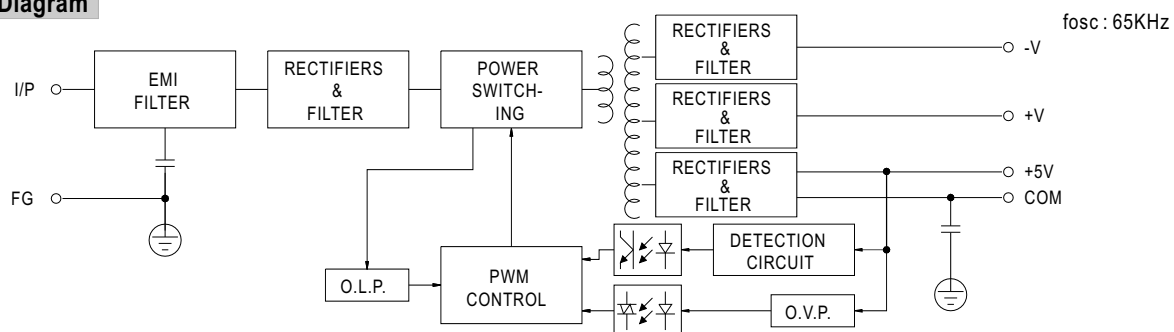 Diagram
fosc : 65KHz
I/P
EMI
FILTER
RECTIFIERS
&
FILTER
POWER
SWITCH-
ING
RECTIFIERS
&
FILTER
-V
RECTIFIERS
&
FILTER
+V
RECTIFIERS
&
FILTER
+5V
COM
FG
O.L.P.
PWM
CONTROL
DETECTION
CIRCUIT
O.V.P.